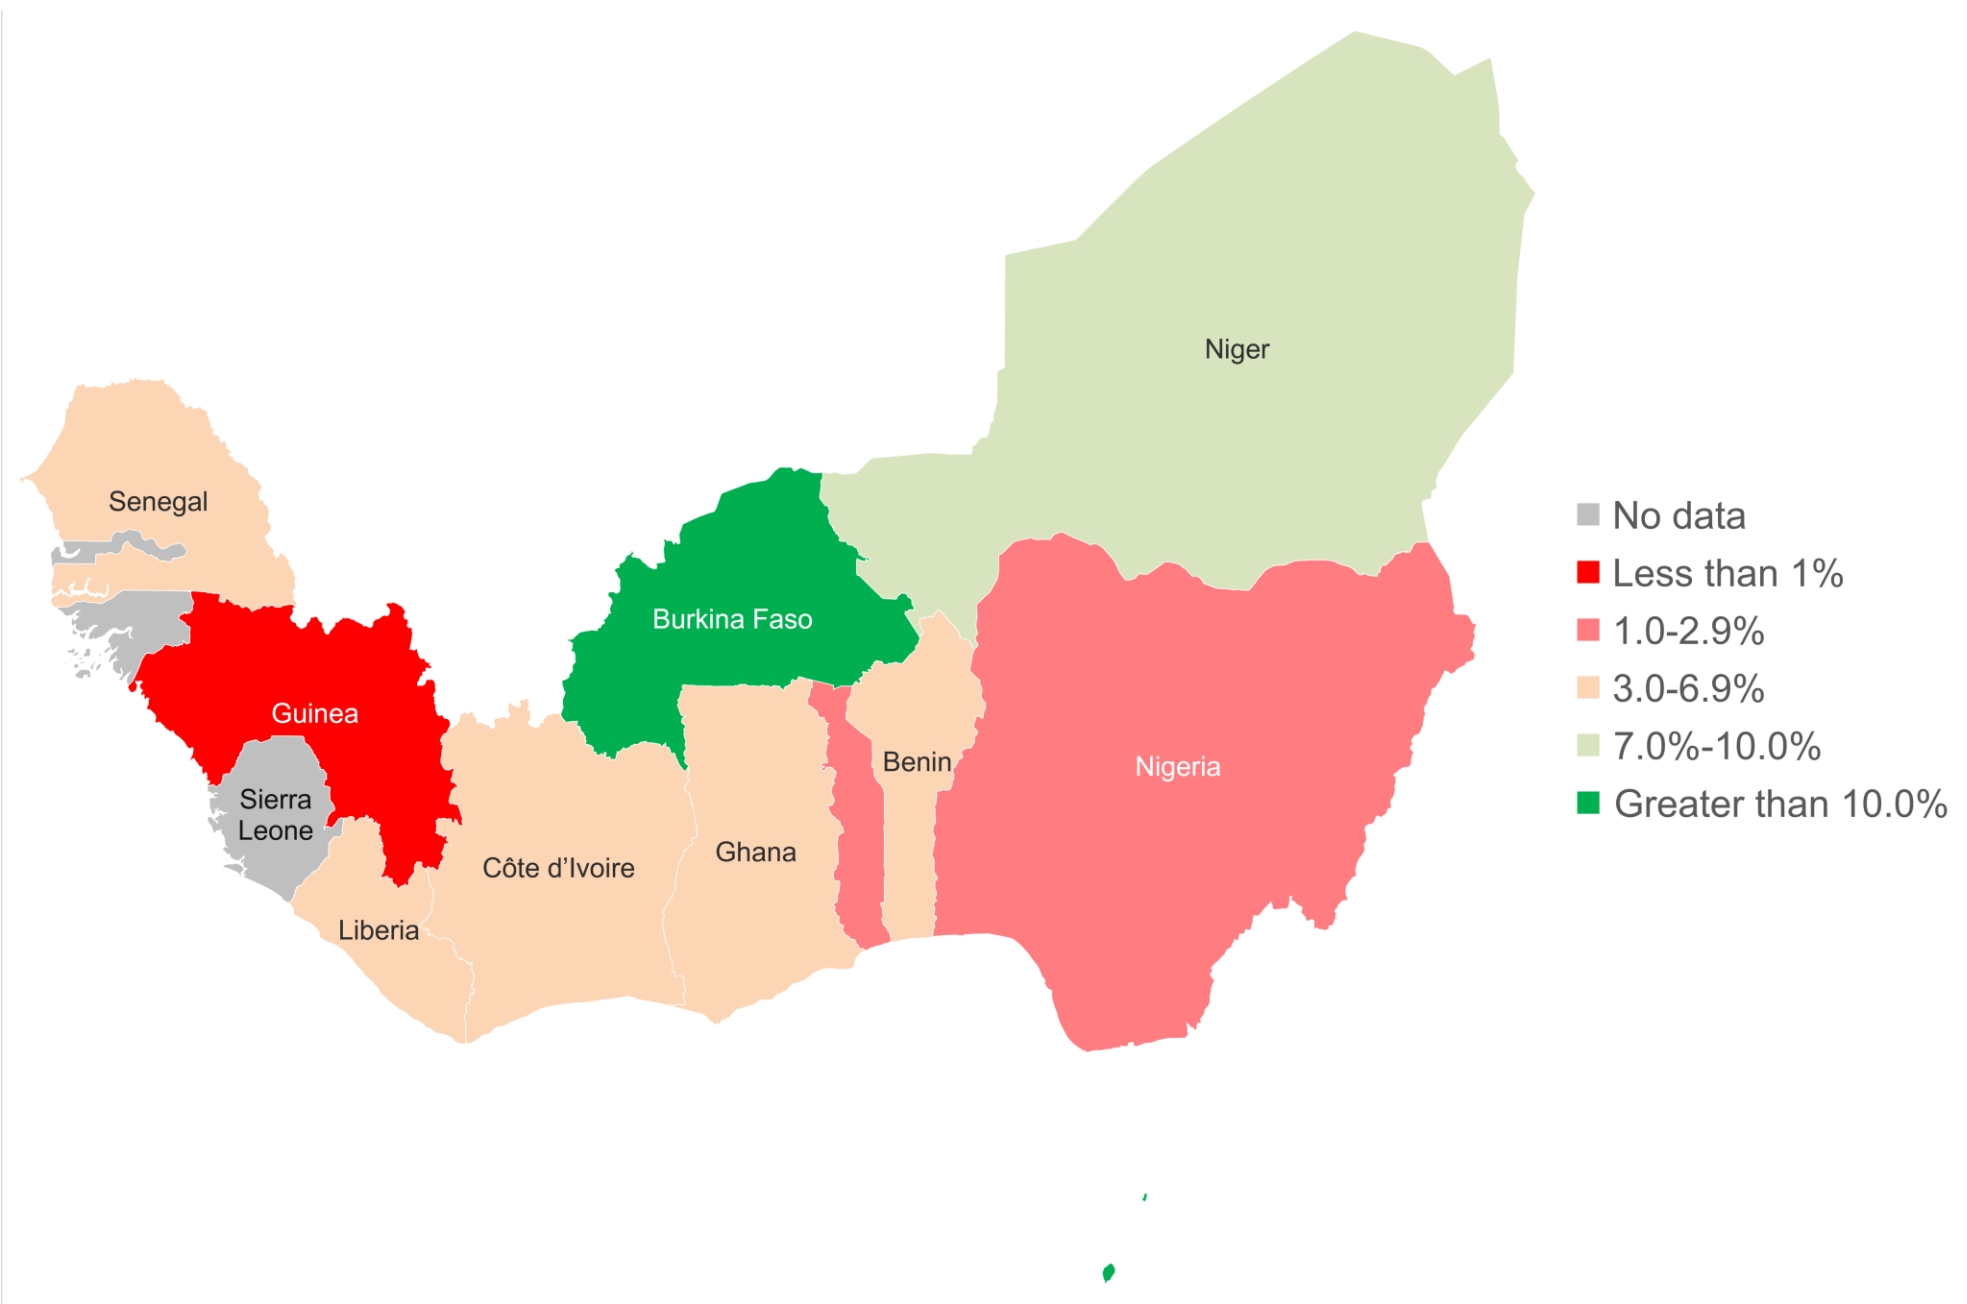 Niger
Senegal
Burkina Faso
Guinea
Benin
Nigeria
Sierra
Leone
Ghana
Côte d’Ivoire
Liberia
No data
Less than 1%
1.0-2.9%
3.0-6.9%
7.0%-10.0%
Greater than 10.0%